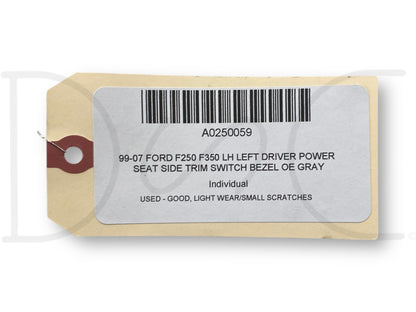 A0250059
99-07 FORD F250 F350 LH LEFT DRIVER POWER
SEAT SIDE TRIM SWITCH BEZEL OE GRAY
Individual
USED - GOOD, LIGHT WEAR/SMALL SCRATCHES